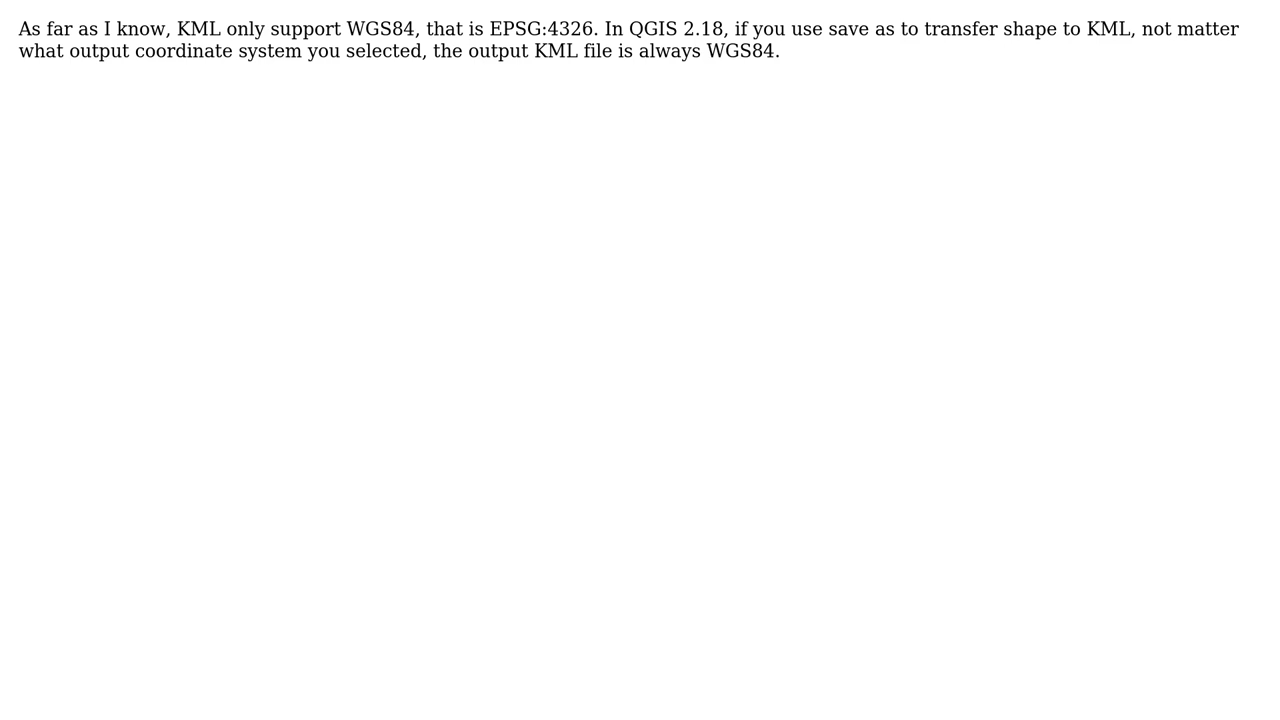 As far as I know, KML only support WGS84, that is EPSG:4326. In QGIS 2.18, if you use save as to transfer shape to KML, not matter
what output coordinate system you selected, the output KML file is always WGS84.